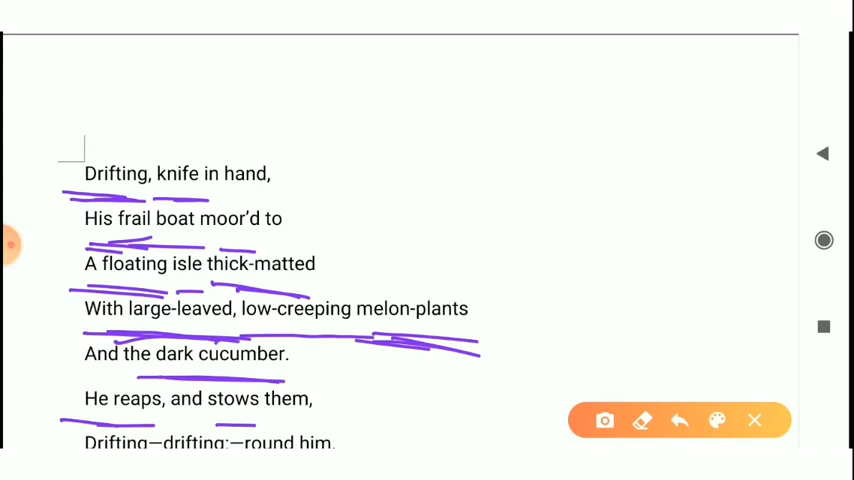 Drifting, knife in hand,
His frail boat moor’d to
A floating isle thick-matted
With large-leaved, low-creeping melon-plants
And the dark cucumber.
He reaps, and stows them,
Drifting—drifting;—round him,